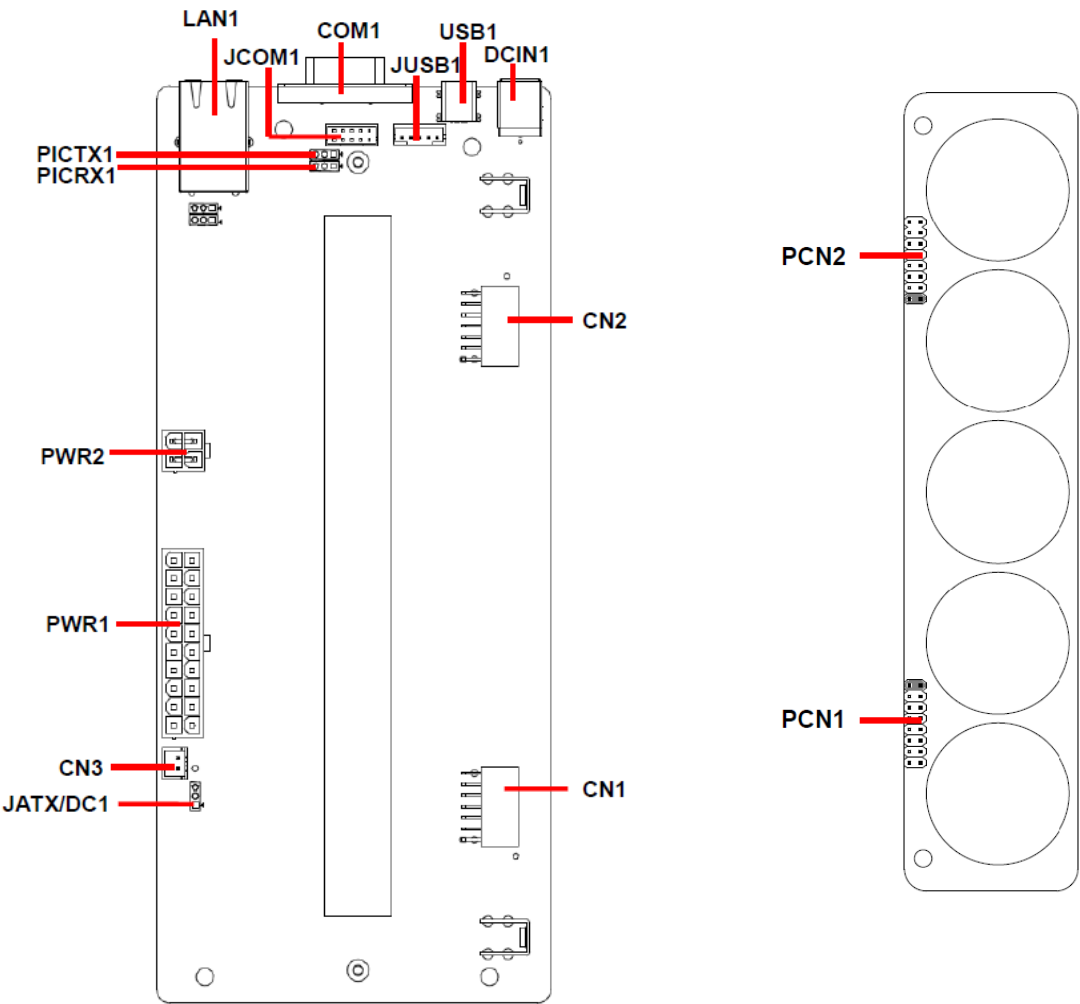 LAN1
COM1
USB1
JCOM1
JUSB1
DCIN1
PICTX1
PICRX1
PCN2
CN2
PWR2
PWR1
PCN1
CN3
CN1
JATX/DC1